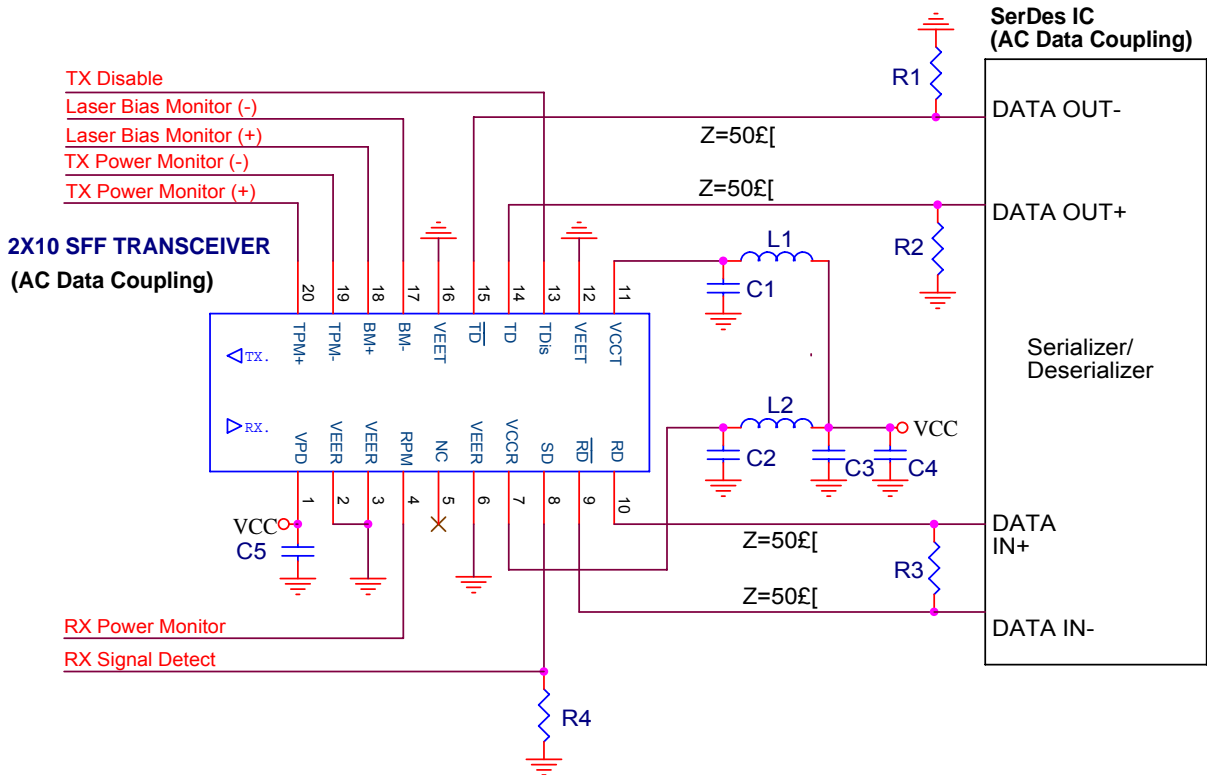 SerDes IC
(AC Data Coupling)
R1
TX Disable
Laser Bias Monitor (-)
Laser Bias Monitor (+)
TX Power Monitor (-)
TX Power Monitor (+)
DATA OUT-
Z=50£[
Z=50£[
DATA OUT+
R2
2X10 SFF TRANSCEIVER
(AC Data Coupling)
L1
C1
20
19
18
17
16
15
14
13
12
11
TPM+
TPM-
BM+
BM-
VEET
TD
TD
TDis
VEET
VCCT
TX.
Serializer/
Deserializer
RX.
VPD
VEER
VEER
RPM
NC
VEER
VCCR
SD
RD
RD
L2
VCC
C2
C3
C4
1
2
3
4
5
6
7
8
9
10
VCC
C5
DATA
IN+
Z=50£[
R3
Z=50£[
DATA IN-
RX Power Monitor
RX Signal Detect
R4